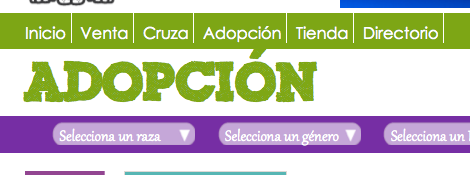 Inicio Venta Cruza Adopción Tienda Directorio
ADOPCIÓN
Selecciona un raza Selecciona un género Selecciona un